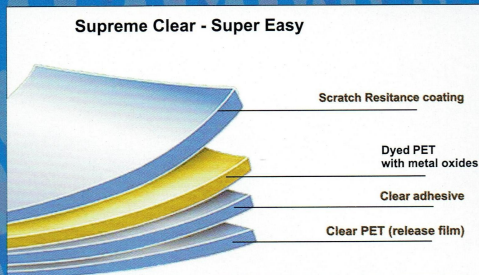 Supreme Clear - Super Easy
Scratch Resitance coating
Dyed PET
with metal oxides
Clear adhesive
Clear PET (release film)